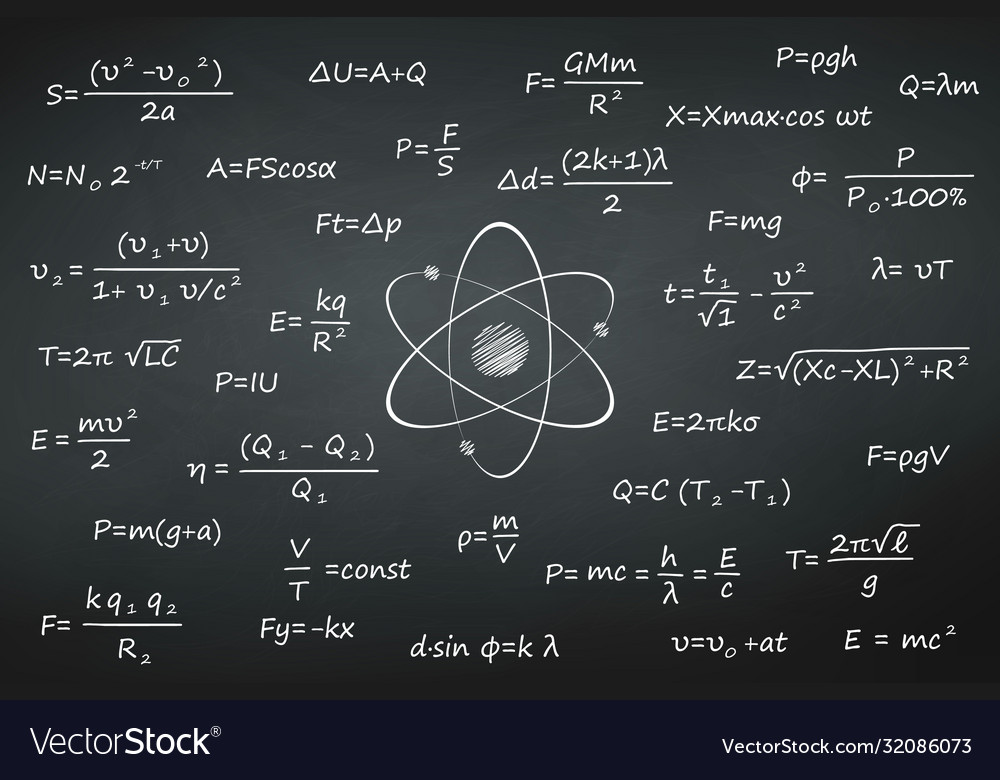 S=(υ²-υ₀²)/2a
ΔU=A+Q
F=GMm/R²
P=ρgh
Q=λm
X=Xmax·cos ωt
N=N₀2^-t/T
A=FScosα
P=F/S
Δd=(2k+1)λ/2
φ=P/P₀·100%
Ft=Δp
F=mg
υ₂=(υ₁+υ)/1+υ₁υ/c²
E=kq/R²
t=t₁/√1-υ²/c²
λ=υT
T=2π√LC
P=IU
Z=√(Xc-XL)²+R²
E=mυ²/2
η=(Q₁-Q₂)/Q₁
E=2πkσ
F=ρgV
Q=C(T₂-T₁)
P=m(g+a)
V/T=const
ρ=m/V
P=mc=h/λ=E/c
T=2π√ℓ/g
F=kq₁q₂/R₂
Fy=-kx
d·sin φ=k λ
υ=υ₀+at
E=mc²
VectorStock®
VectorStock.com/32086073